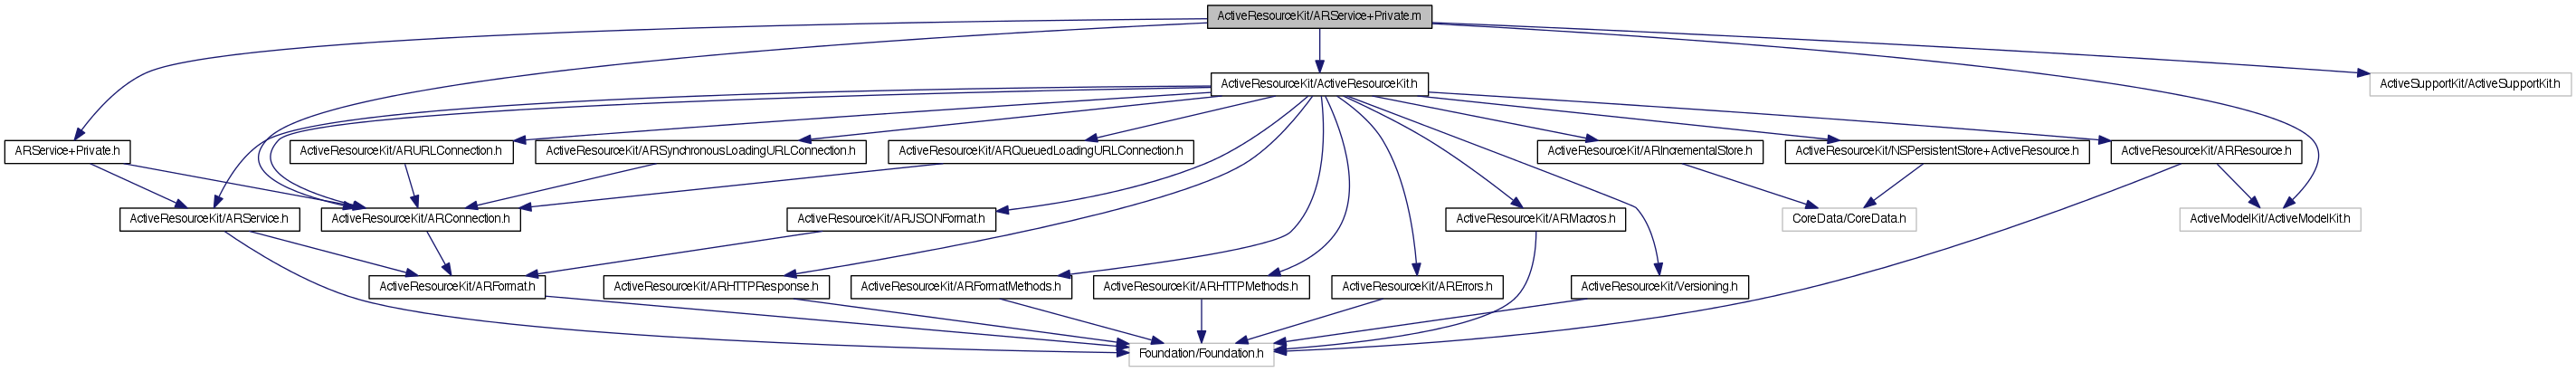 ActiveResourceKit/ARService+Private.m
ActiveResourceKit/ActiveResourceKit.h
ActiveSupportKit/ActiveSupportKit.h
ARService+Private.h
ActiveResourceKit/ARURLConnection.h
ActiveResourceKit/ARSynchronousLoadingURLConnection.h
ActiveResourceKit/ARQueuedLoadingURLConnection.h
ActiveResourceKit/ARIncrementalStore.h
ActiveResourceKit/NSPersistentStore+ActiveResource.h
ActiveResourceKit/ARResource.h
ActiveResourceKit/ARService.h
ActiveResourceKit/ARConnection.h
ActiveResourceKit/ARJSONFormat.h
ActiveResourceKit/ARMacros.h
CoreData/CoreData.h
ActiveModelKit/ActiveModelKit.h
ActiveResourceKit/ARFormat.h
ActiveResourceKit/ARHTTPResponse.h
ActiveResourceKit/ARFormatMethods.h
ActiveResourceKit/ARHTTPMethods.h
ActiveResourceKit/ARErrors.h
ActiveResourceKit/Versioning.h
Foundation/Foundation.h